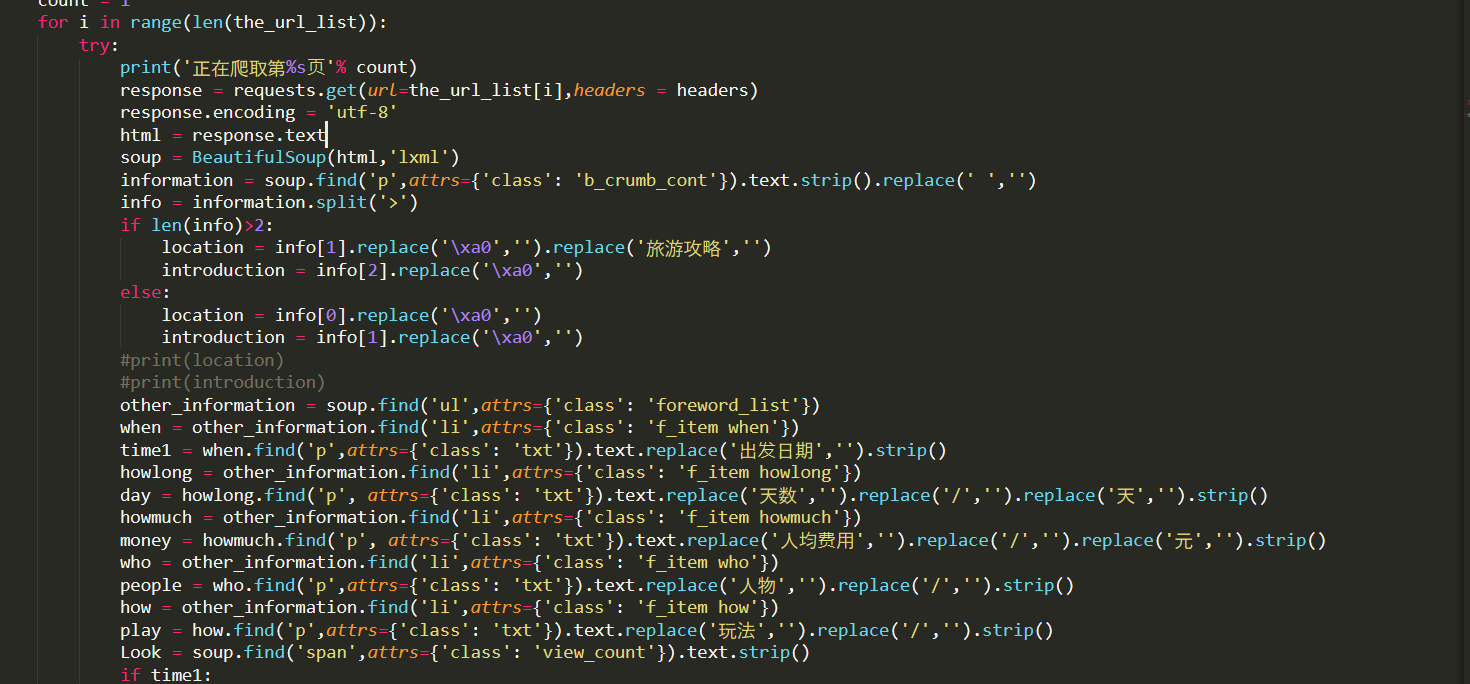 count = 1
for i in range(len(the_url_list)):
try:
print('正在爬取第%s页'% count)
response = requests.get(url=the_url_list[i],headers = headers)
response.encoding = 'utf-8'
html = response.text
soup = BeautifulSoup(html,'lxml')
information = soup.find('p',attrs={'class': 'b_crumb_cont'}).text.strip().replace(' ','')
info = information.split('>')
if len(info)>2:
location = info[1].replace('\xa0','').replace('旅游攻略','')
introduction = info[2].replace('\xa0','')
else:
location = info[0].replace('\xa0','')
introduction = info[1].replace('\xa0','')
#print(location)
#print(introduction)
other_information = soup.find('ul',attrs={'class': 'foreword_list'})
when = other_information.find('li',attrs={'class': 'f_item when'})
time1 = when.find('p',attrs={'class': 'txt'}).text.replace('出发日期','').strip()
howlong = other_information.find('li',attrs={'class': 'f_item howlong'})
day = howlong.find('p', attrs={'class': 'txt'}).text.replace('天数','').replace('/','').replace('天','').strip()
howmuch = other_information.find('li',attrs={'class': 'f_item howmuch'})
money = howmuch.find('p', attrs={'class': 'txt'}).text.replace('人均费用','').replace('/','').replace('元','').strip()
who = other_information.find('li',attrs={'class': 'f_item who'})
people = who.find('p',attrs={'class': 'txt'}).text.replace('人物','').replace('/','').strip()
how = other_information.find('li',attrs={'class': 'f_item how'})
play = how.find('p',attrs={'class': 'txt'}).text.replace('玩法','').replace('/','').strip()
Look = soup.find('span',attrs={'class': 'view_count'}).text.strip()
if time1: